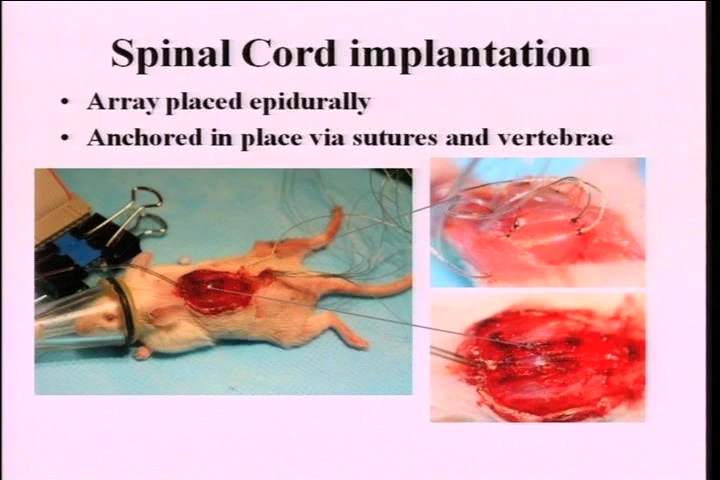 Spinal Cord implantation
• Array placed epidurally
• Anchored in place via sutures and vertebrae